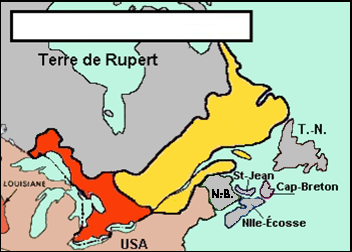 Terre de Rupert
T.-N.
St-Jean
LOUISIANE
N.-B.
Cap-Breton
Nlle-Écosse
USA